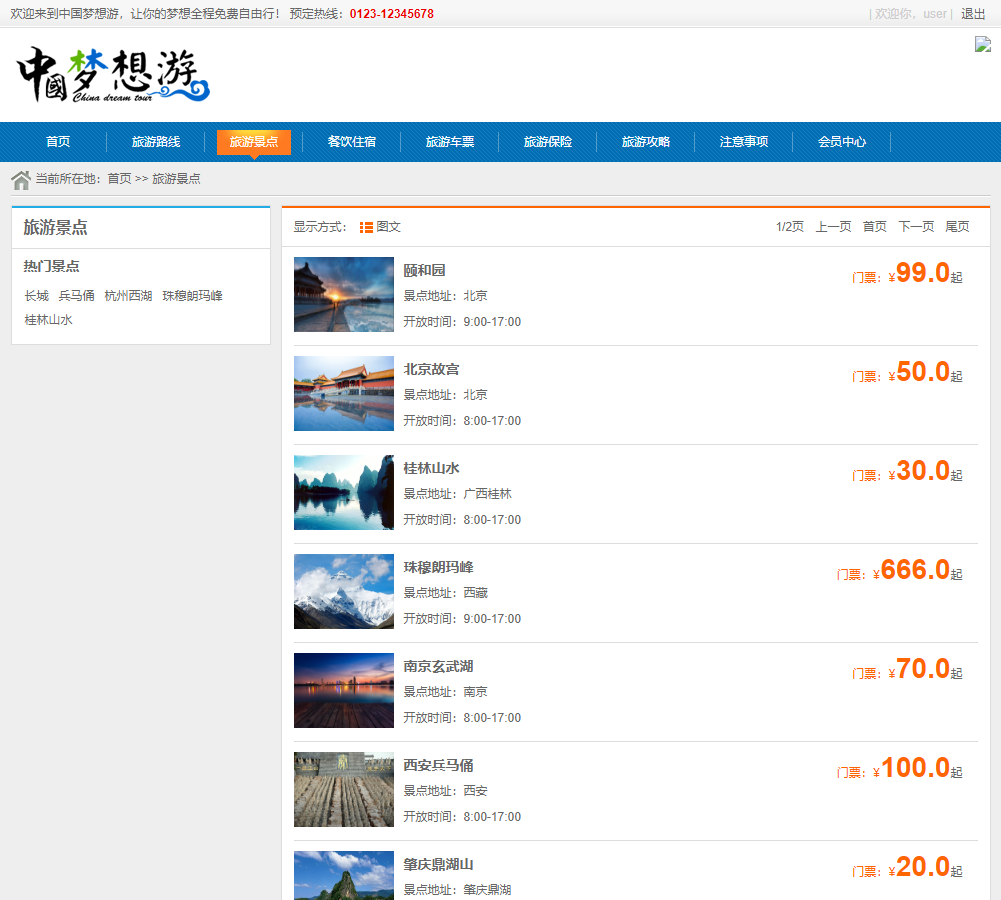 欢迎来到中国梦想游，让你的梦想全程免费自由行！ 预定热线：0123-12345678
| 欢迎你，user | 退出
中國梦想游
China dream tour
首页 旅游路线 旅游景点 餐饮住宿 旅游车票 旅游保险 旅游攻略 注意事项 会员中心
当前所在地：首页 >> 旅游景点
旅游景点
热门景点
长城 兵马俑 杭州西湖 珠穆朗玛峰
桂林山水
显示方式： 图文 1/2页 上一页 首页 下一页 尾页
颐和园 门票：¥99.0起
景点地址：北京
开放时间：9:00-17:00
北京故宫 门票：¥50.0起
景点地址：北京
开放时间：8:00-17:00
桂林山水 门票：¥30.0起
景点地址：广西桂林
开放时间：8:00-17:00
珠穆朗玛峰 门票：¥666.0起
景点地址：西藏
开放时间：9:00-17:00
南京玄武湖 门票：¥70.0起
景点地址：南京
开放时间：8:00-17:00
西安兵马俑 门票：¥100.0起
景点地址：西安
开放时间：8:00-17:00
肇庆鼎湖山 门票：¥20.0起
景点地址：肇庆鼎湖